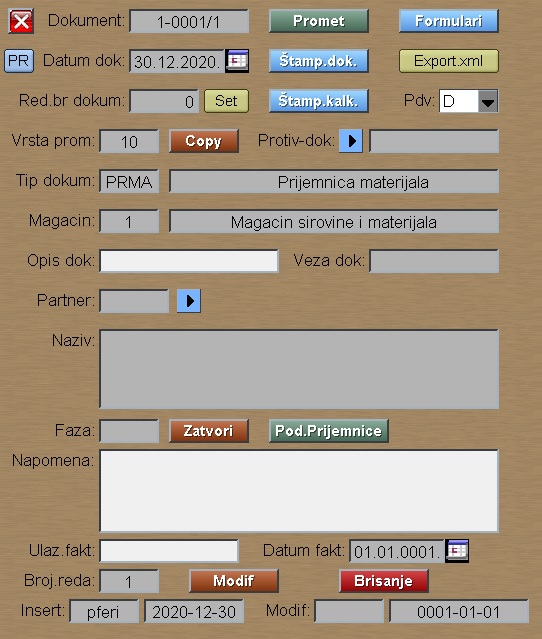 Dokument: 1-0001/1 Promet Formulari
PR Datum dok: 30.12.2020. Štamp.dok. Export.xml
Red.br dokum: 0 Set Štamp.kalk. Pdv: D
Vrsta prom: 10 Copy Protiv-dok:
Tip dokum: PRMA Prijemnica materijala
Magacin: 1 Magacin sirovine i materijala
Opis dok: Veza dok:
Partner:
Naziv:
Faza: Zatvori Pod.Prijemnice
Napomena:
Ulaz.fakt: Datum fakt: 01.01.0001.
Broj.reda: 1 Modif Brisanje
Insert: pferi 2020-12-30 Modif: 0001-01-01